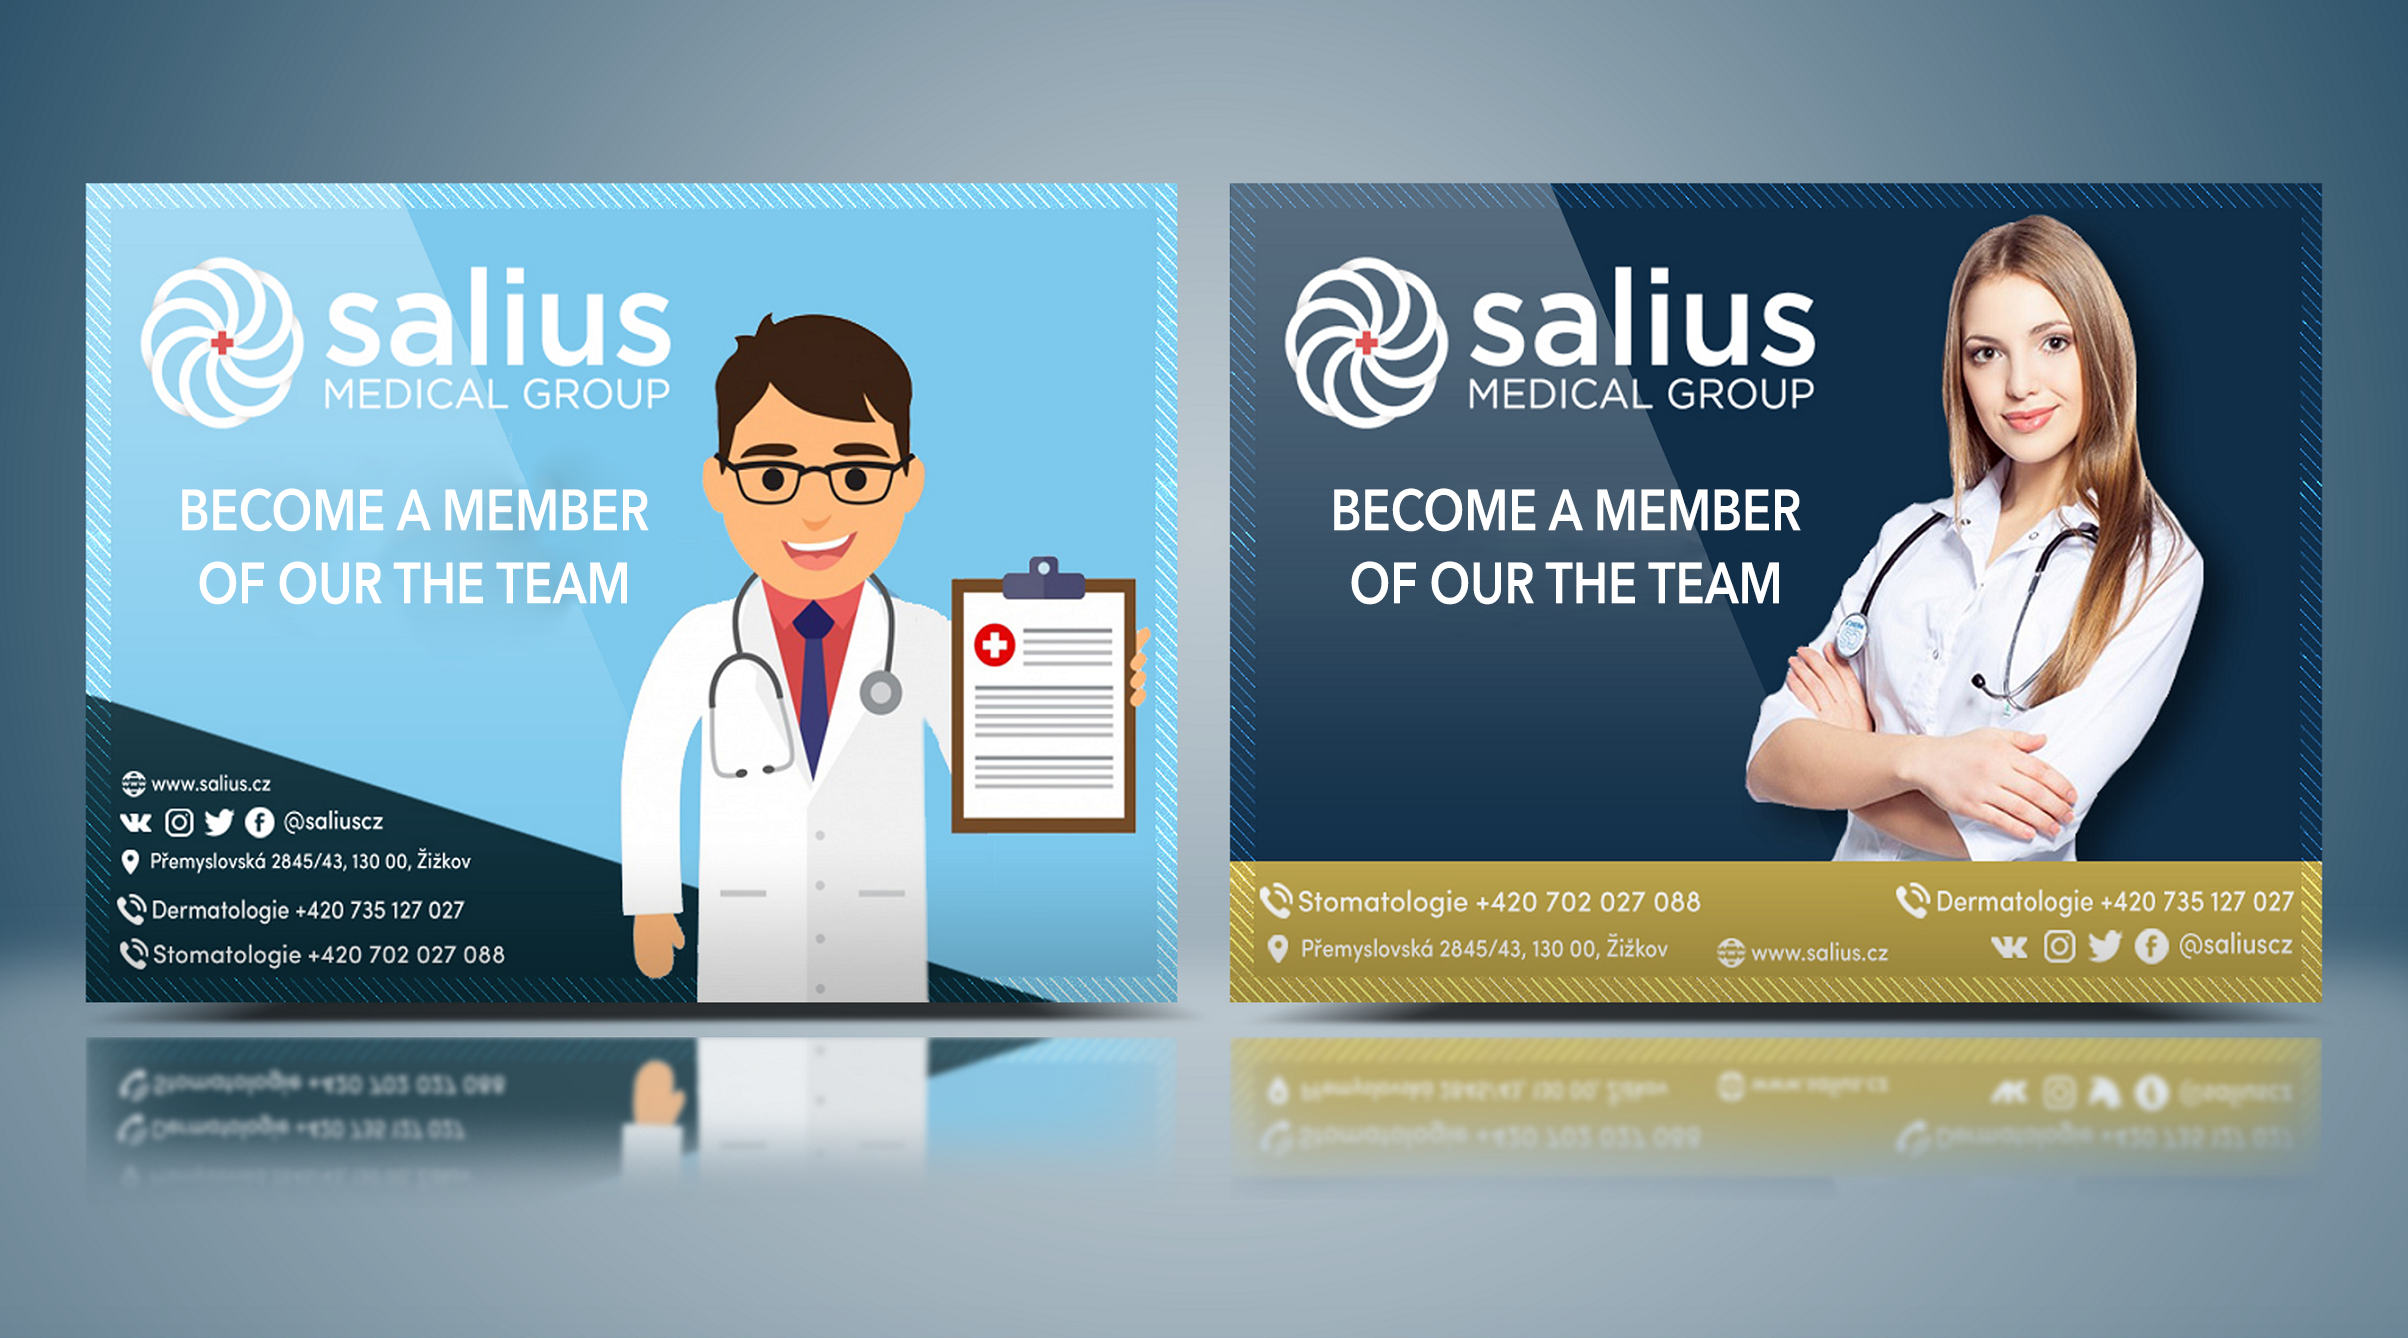 salius
MEDICAL GROUP
BECOME A MEMBER
OF OUR THE TEAM
www.salius.cz
@saliuscz
Přemyslovská 2845/43, 130 00, Žižkov
Dermatologie +420 735 127 027
Stomatologie +420 702 027 088
salius
MEDICAL GROUP
BECOME A MEMBER
OF OUR THE TEAM
Stomatologie +420 702 027 088
Dermatologie +420 735 127 027
Přemyslovská 2845/43, 130 00, Žižkov
www.salius.cz
@saliuscz